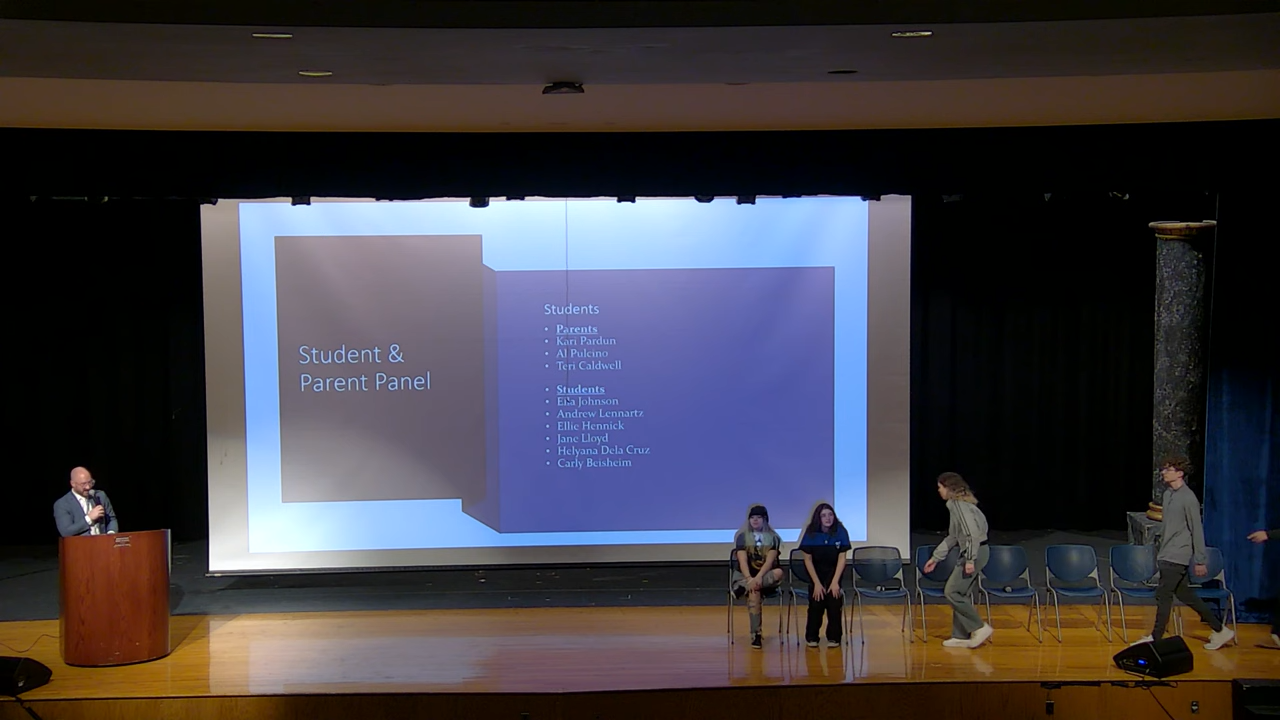 Student &
Parent Panel
Students
• Parents
• Kari Pardun
• Al Pulcino
• Teri Caldwell
• Students
• Ella Johnson
• Andrew Lennartz
• Ellie Hennick
• Jane Lloyd
• Helyana Dela Cruz
• Carly Beisheim